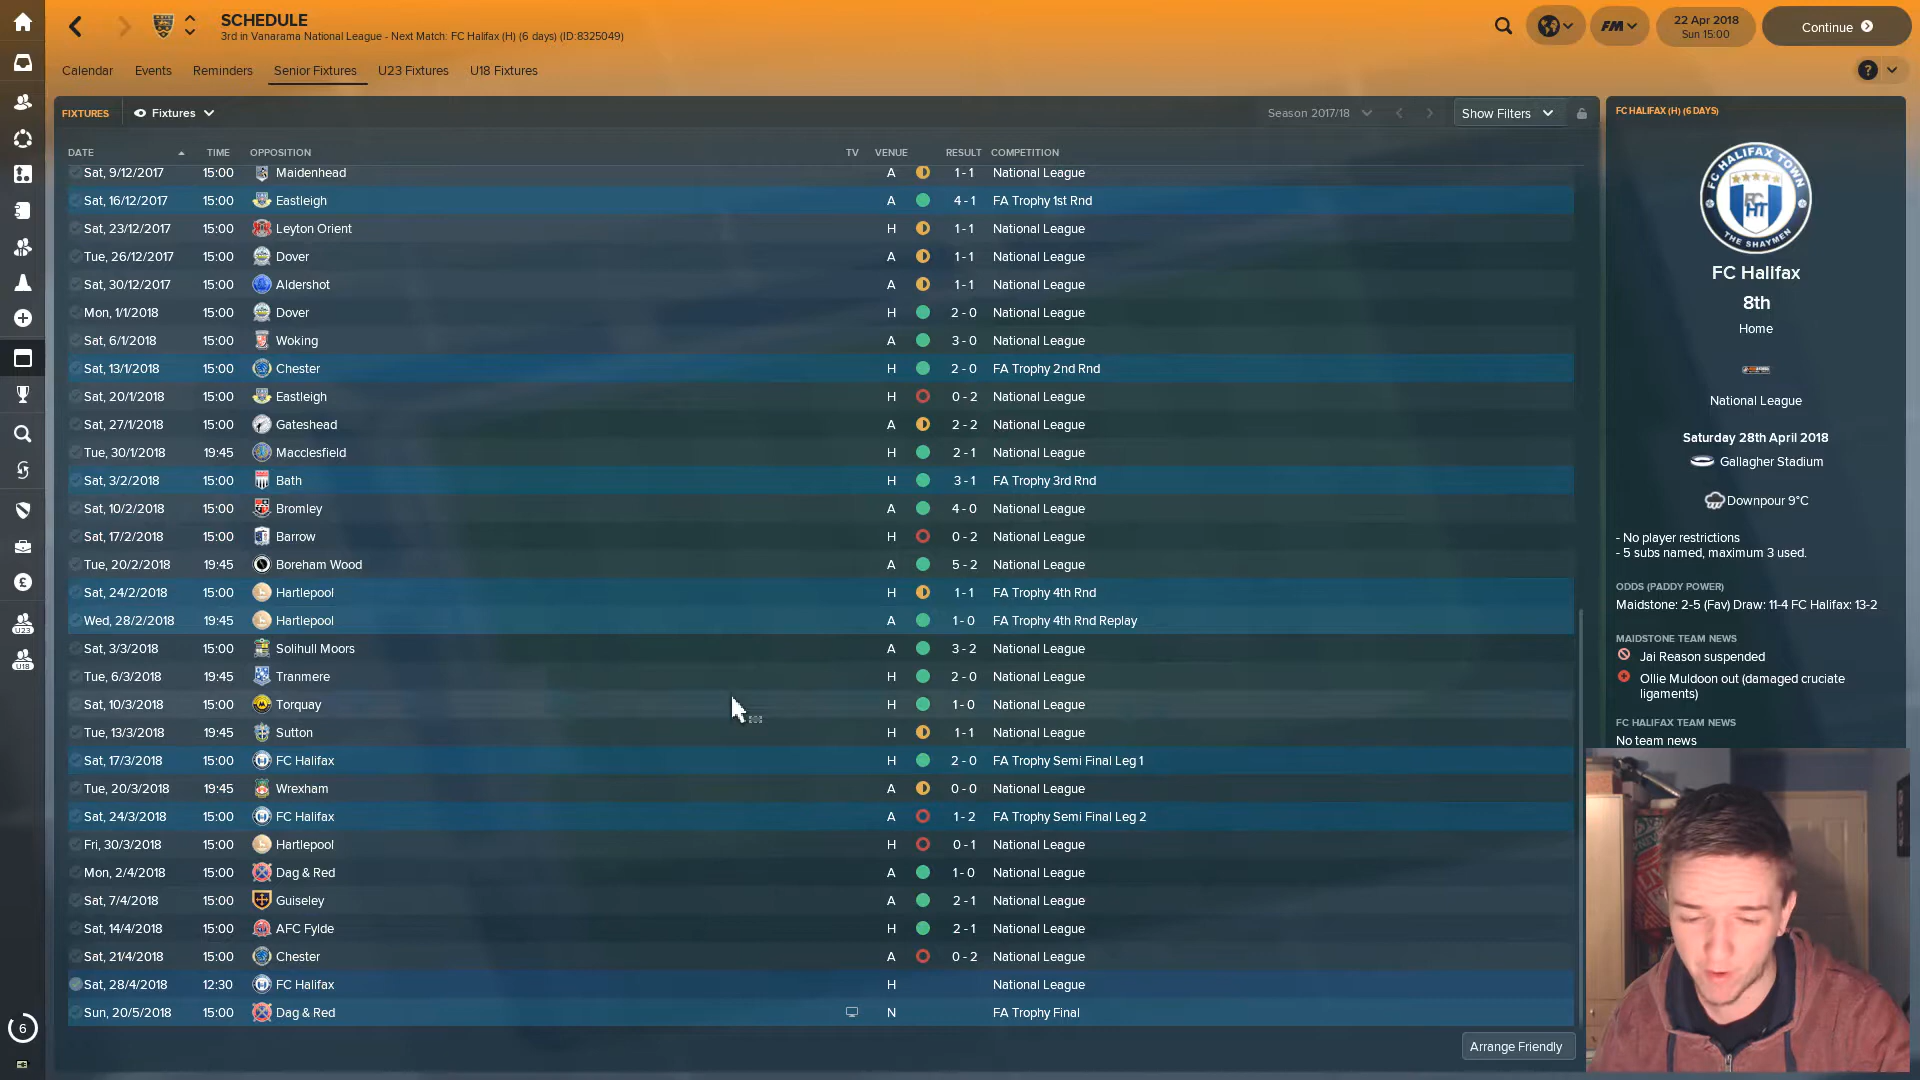 SCHEDULE
3rd in Vanarama National League - Next Match: FC Halifax (H) (6 days) (ID:8325049)
FM
22 Apr 2018
Sun 15:00
Continue
Calendar Events Reminders Senior Fixtures U23 Fixtures U18 Fixtures
?
FIXTURES Fixtures Season 2017/18 Show Filters
DATE TIME OPPOSITION TV VENUE RESULT COMPETITION
Sat, 9/12/2017 15:00 Maidenhead A 1 - 1 National League
Sat, 16/12/2017 15:00 Eastleigh A 4 - 1 FA Trophy 1st Rnd
Sat, 23/12/2017 15:00 Leyton Orient H 1 - 1 National League
Tue, 26/12/2017 15:00 Dover A 1 - 1 National League
Sat, 30/12/2017 15:00 Aldershot A 1 - 1 National League
Mon, 1/1/2018 15:00 Dover H 2 - 0 National League
Sat, 6/1/2018 15:00 Woking A 3 - 0 National League
Sat, 13/1/2018 15:00 Chester H 2 - 0 FA Trophy 2nd Rnd
Sat, 20/1/2018 15:00 Eastleigh H 0 - 2 National League
Sat, 27/1/2018 15:00 Gateshead A 2 - 2 National League
Tue, 30/1/2018 19:45 Macclesfield H 2 - 1 National League
Sat, 3/2/2018 15:00 Bath H 3 - 1 FA Trophy 3rd Rnd
Sat, 10/2/2018 15:00 Bromley A 4 - 0 National League
Sat, 17/2/2018 15:00 Barrow H 0 - 2 National League
Tue, 20/2/2018 19:45 Boreham Wood A 5 - 2 National League
Sat, 24/2/2018 15:00 Hartlepool H 1 - 1 FA Trophy 4th Rnd
Wed, 28/2/2018 19:45 Hartlepool A 1 - 0 FA Trophy 4th Rnd Replay
Sat, 3/3/2018 15:00 Solihull Moors A 3 - 2 National League
Tue, 6/3/2018 19:45 Tranmere H 2 - 0 National League
Sat, 10/3/2018 15:00 Torquay H 1 - 0 National League
Tue, 13/3/2018 19:45 Sutton H 1 - 1 National League
Sat, 17/3/2018 15:00 FC Halifax H 2 - 0 FA Trophy Semi Final Leg 1
Tue, 20/3/2018 19:45 Wrexham A 0 - 0 National League
Sat, 24/3/2018 15:00 FC Halifax A 1 - 2 FA Trophy Semi Final Leg 2
Fri, 30/3/2018 15:00 Hartlepool H 0 - 1 National League
Mon, 2/4/2018 15:00 Dag & Red A 1 - 0 National League
Sat, 7/4/2018 15:00 Guiseley A 2 - 1 National League
Sat, 14/4/2018 15:00 AFC Fylde H 2 - 1 National League
Sat, 21/4/2018 15:00 Chester A 0 - 2 National League
Sat, 28/4/2018 12:30 FC Halifax H National League
Sun, 20/5/2018 15:00 Dag & Red N FA Trophy Final
Arrange Friendly
U23
U18
6
FC HALIFAX (H) (6 DAYS)
FC HALIFAX TOWN
THE SHAYMEN
FC Halifax
8th
Home
National League
Saturday 28th April 2018
Gallagher Stadium
Downpour 9°C
- No player restrictions
- 5 subs named, maximum 3 used.
ODDS (PADDY POWER)
Maidstone: 2-5 (Fav) Draw: 11-4 FC Halifax: 13-2
MAIDSTONE TEAM NEWS
Jai Reason suspended
Ollie Muldoon out (damaged cruciate
ligaments)
FC HALIFAX TEAM NEWS
No team news